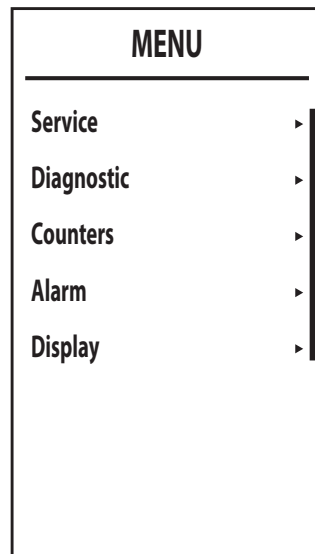 MENU
Service
Diagnostic
Counters
Alarm
Display